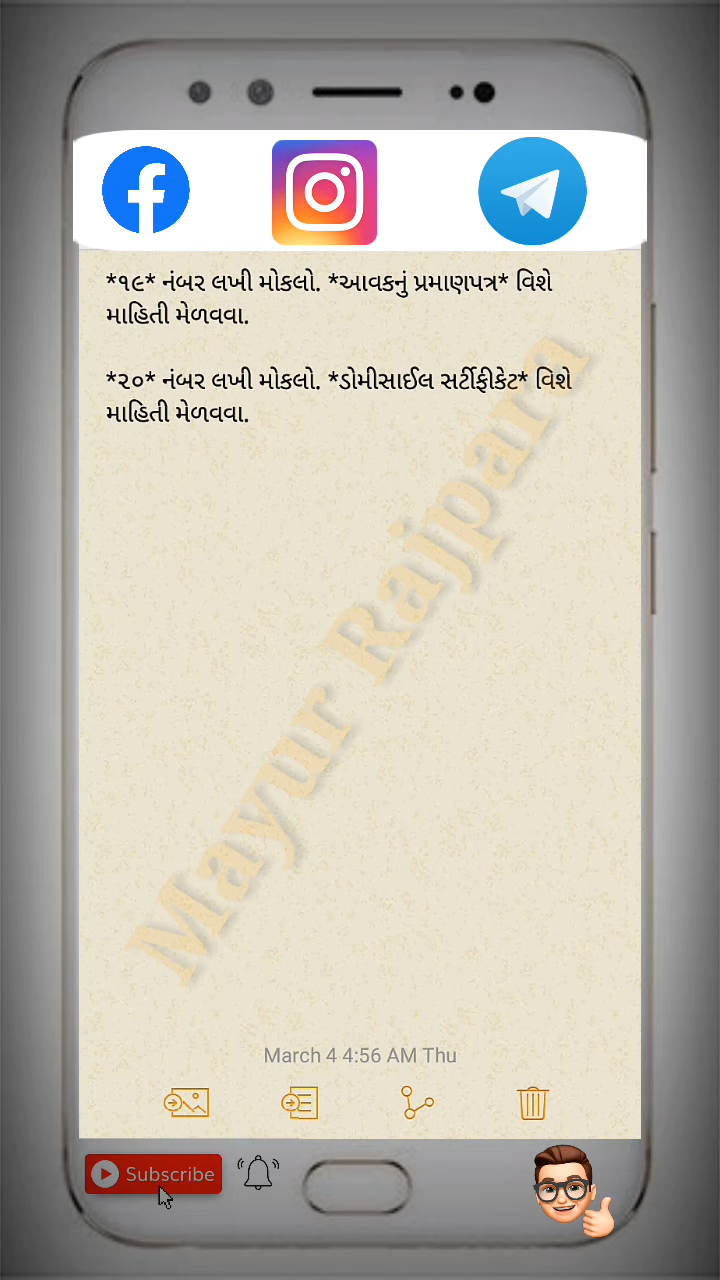 *૧૯* નંબર લખી મોકલો. *આવકનું પ્રમાણપત્ર* વિશે
માહિતી મેળવવા.
*૨૦* નંબર લખી મોકલો. *ડોમીસાઈલ સર્ટીફીકેટ* વિશે
માહિતી મેળવવા.
Mayur Rajpara
March 4 4:56 AM Thu
Subscribe